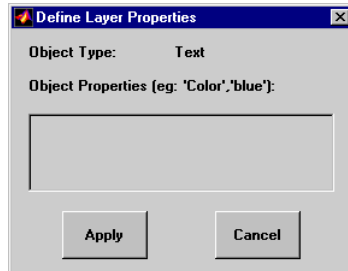 Define Layer Properties
Object Type: Text
Object Properties (eg: 'Color','blue'):
Apply Cancel